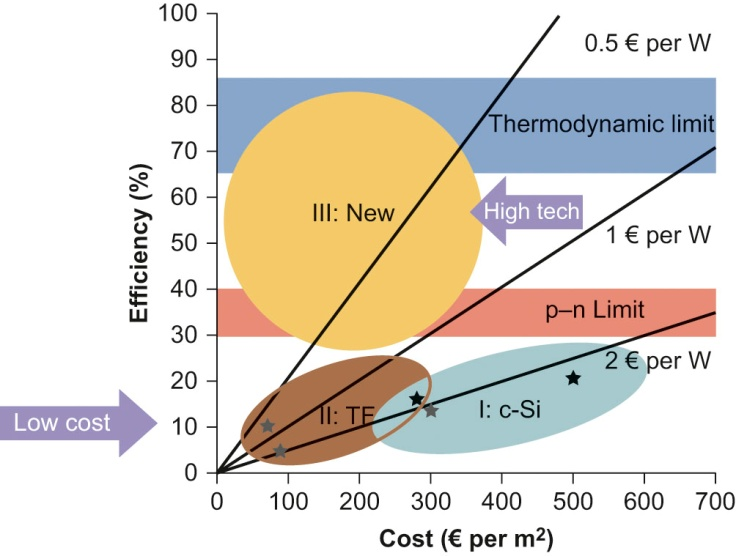 100
0.5 € per W
90
80
Thermodynamic limit
70
60
III: New
High tech
50
1 € per W
Efficiency (%)
40
p–n Limit
30
2 € per W
20
II: TF
I: c-Si
Low cost
10
0
0 100 200 300 400 500 600 700
Cost (€ per m²)